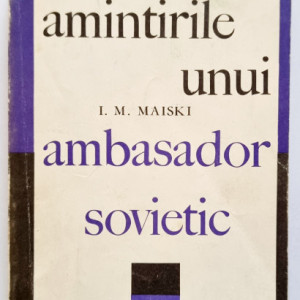 amintirile
unui
I. M. MAISKI
ambasador
sovietic